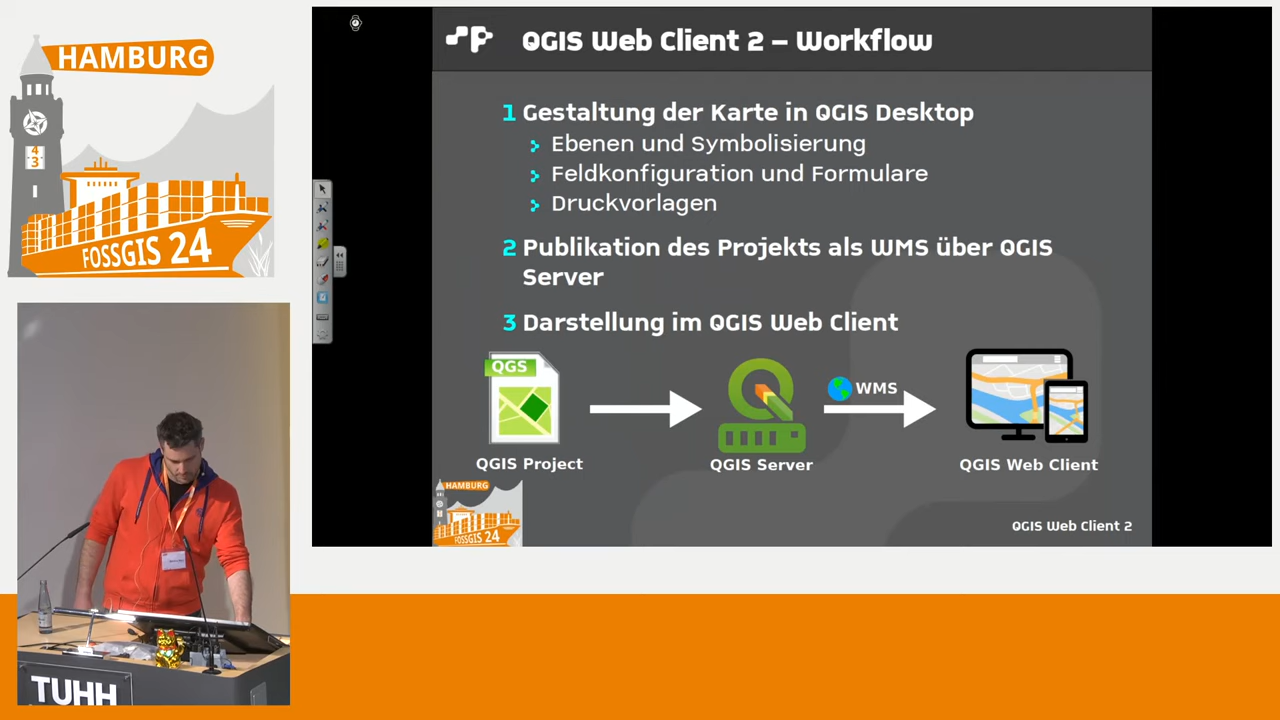 HAMBURG
4
3
FOSSGIS 24
QGIS Web Client 2 – Workflow
1 Gestaltung der Karte in QGIS Desktop
Ebenen und Symbolisierung
Feldkonfiguration und Formulare
Druckvorlagen
2 Publikation des Projekts als WMS über QGIS
Server
3 Darstellung im QGIS Web Client
QGS
WMS
QGIS Project
QGIS Server
QGIS Web Client
HAMBURG
FOSSGIS 24
QGIS Web Client 2
TUHH